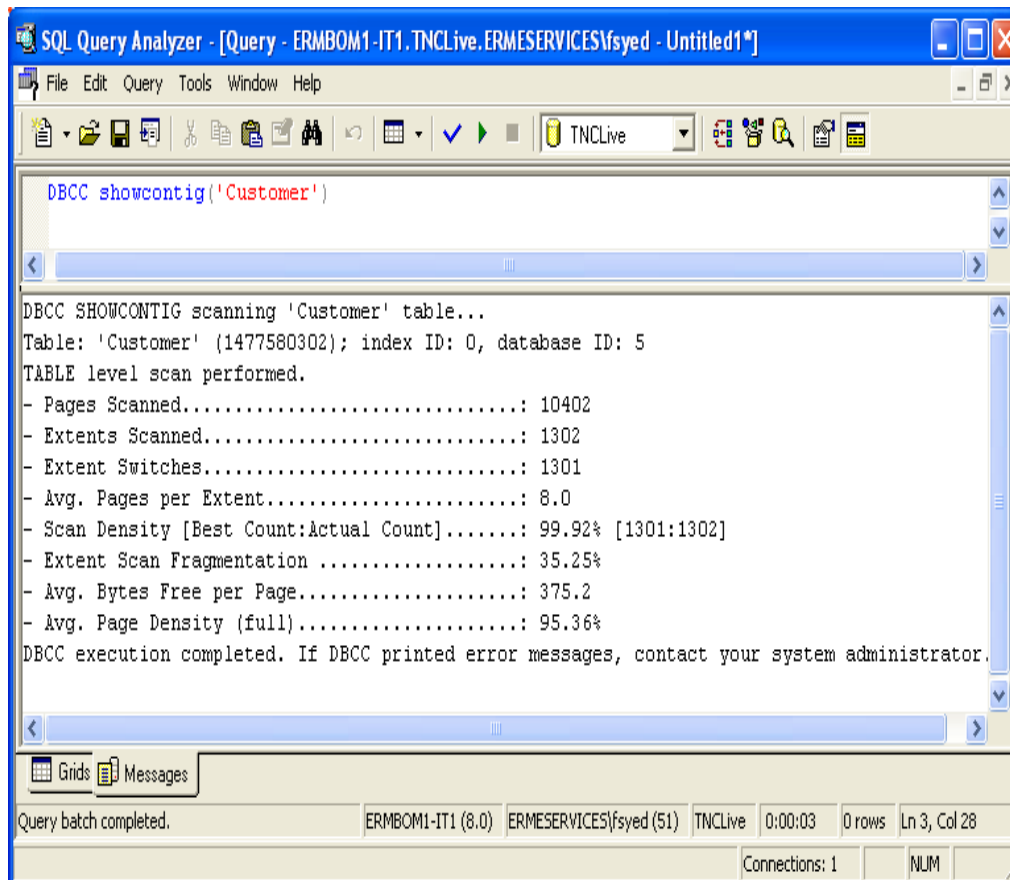 SQL Query Analyzer - [Query - ERMBOM1-IT1.TNCLive.ERMESERVICES\fsyed - Untitled1*]
File Edit Query Tools Window Help
TNCLive
DBCC showcontig('Customer')
DBCC SHOWCONTIG scanning 'Customer' table...
Table: 'Customer' (1477580302); index ID: 0, database ID: 5
TABLE level scan performed.
- Pages Scanned................................: 10402
- Extents Scanned..............................: 1302
- Extent Switches..............................: 1301
- Avg. Pages per Extent........................: 8.0
- Scan Density [Best Count:Actual Count].......: 99.92% [1301:1302]
- Extent Scan Fragmentation ...................: 35.25%
- Avg. Bytes Free per Page.....................: 375.2
- Avg. Page Density (full).....................: 95.36%
DBCC execution completed. If DBCC printed error messages, contact your system administrator.
Grids Messages
Query batch completed. ERMBOM1-IT1 (8.0) ERMESERVICES\fsyed (51) TNCLive 0:00:03 0 rows Ln 3, Col 28
Connections: 1 NUM